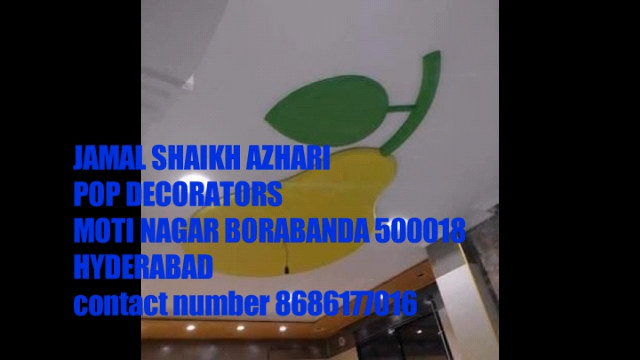 JAMAL SHAIKH AZHARI
POP DECORATORS
MOTI NAGAR BORABANDA 500018
HYDERABAD
contact number 8686177016